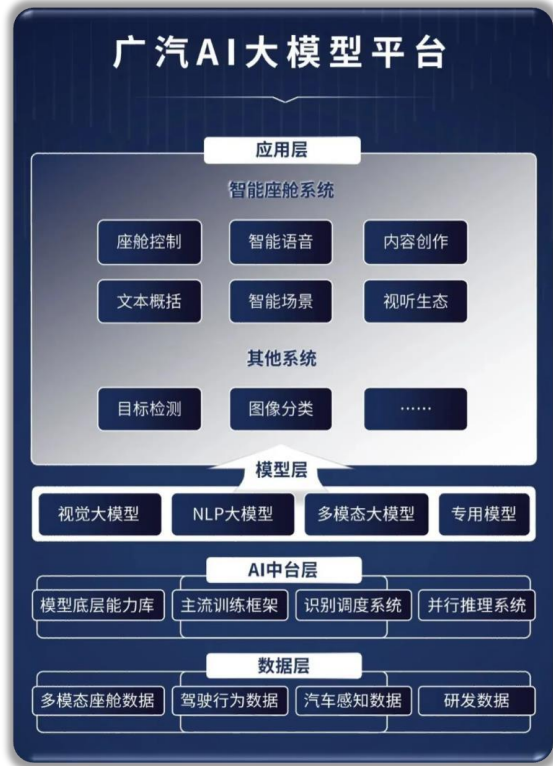 广汽AI大模型平台
应用层
智能座舱系统
座舱控制 智能语音 内容创作
文本概括 智能场景 视听生态
其他系统
目标检测 图像分类 ……
模型层
视觉大模型 NLP大模型 多模态大模型 专用模型
AI中台层
模型底层能力库 主流训练框架 识别调度系统 并行推理系统
数据层
多模态座舱数据 驾驶行为数据 汽车感知数据 研发数据